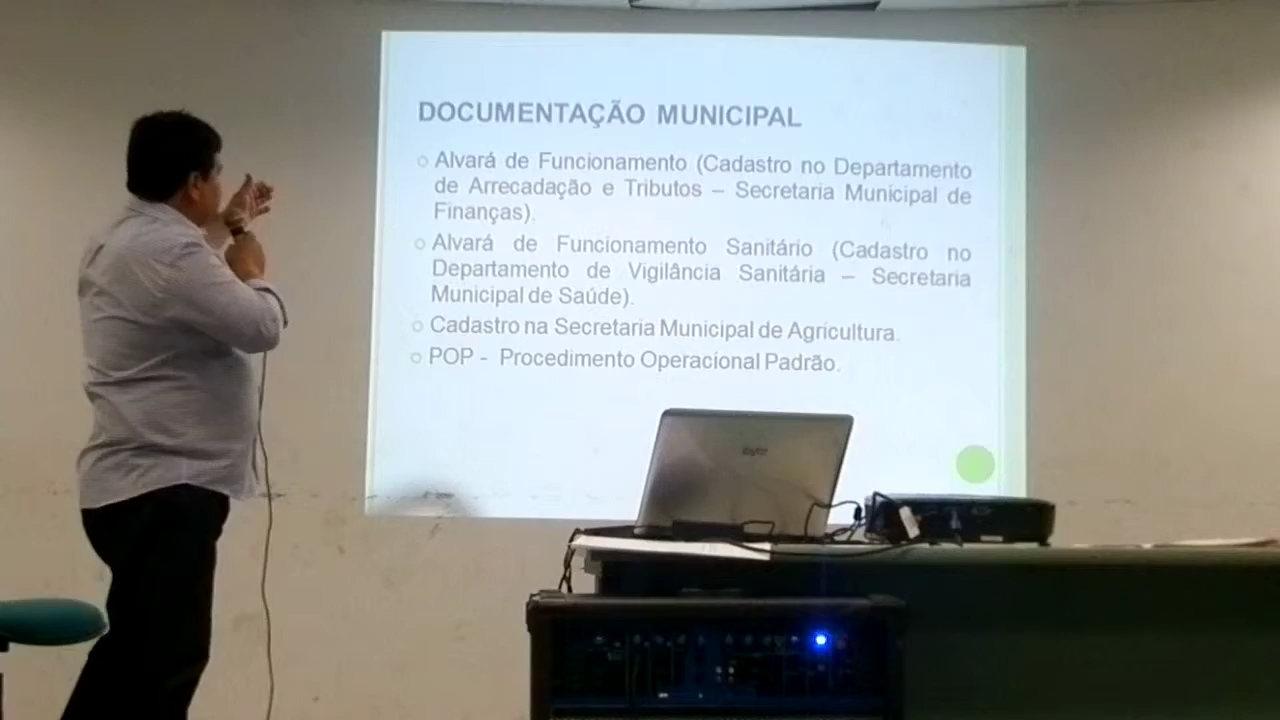 DOCUMENTAÇÃO MUNICIPAL
Alvará de Funcionamento (Cadastro no Departamento
de Arrecadação e Tributos – Secretaria Municipal de
Finanças).
Alvará de Funcionamento Sanitário (Cadastro no
Departamento de Vigilância Sanitária – Secretaria
Municipal de Saúde).
Cadastro na Secretaria Municipal de Agricultura.
POP - Procedimento Operacional Padrão.